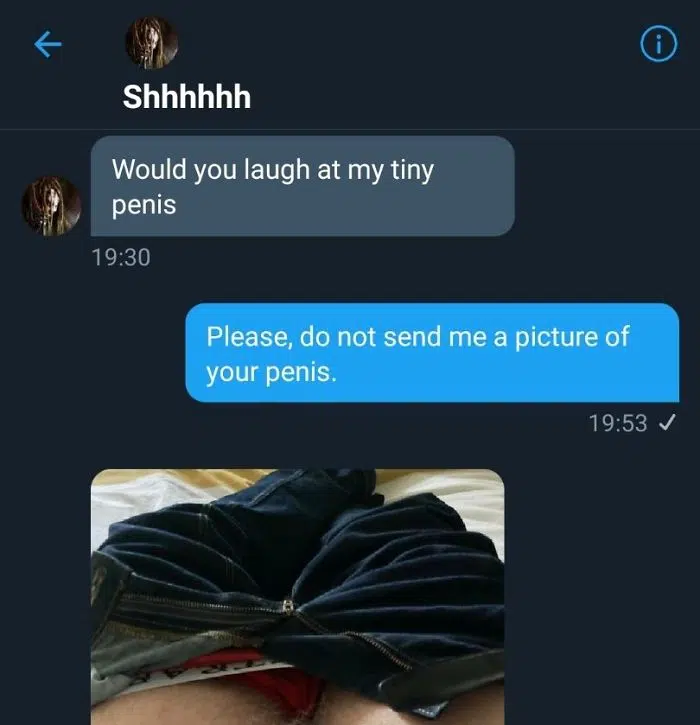 Shhhhhh
Would you laugh at my tiny
penis
19:30
Please, do not send me a picture of
your penis.
19:53